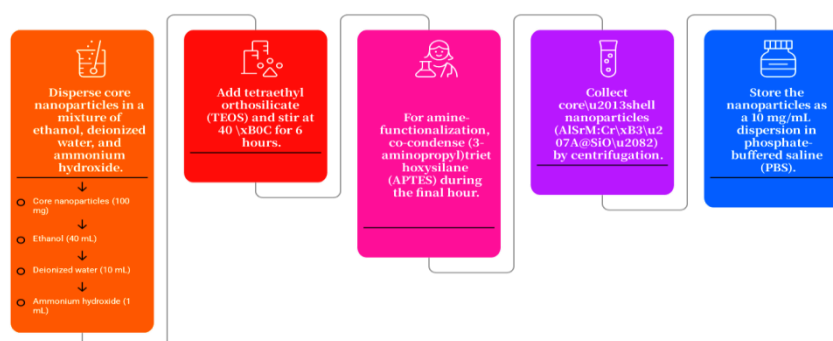 Disperse core
nanoparticles in a
mixture of
ethanol, deionized
water, and
ammonium
hydroxide.
Core nanoparticles (100
mg)
Ethanol (40 mL)
Deionized water (10 mL)
Ammonium hydroxide (1
mL)
Add tetraethyl
orthosilicate
(TEOS) and stir at
40 \xB0C for 6
hours.
For amine-
functionalization,
co-condense (3-
aminopropyl)triet
hoxysilane
(APTES) during
the final hour.
Collect
core\u2013shell
nanoparticles
(AlSrM:Cr\xB3\u2
07A@SiO\u2082)
by centrifugation.
Store the
nanoparticles as
a 10 mg/mL
dispersion in
phosphate-
buffered saline
(PBS).